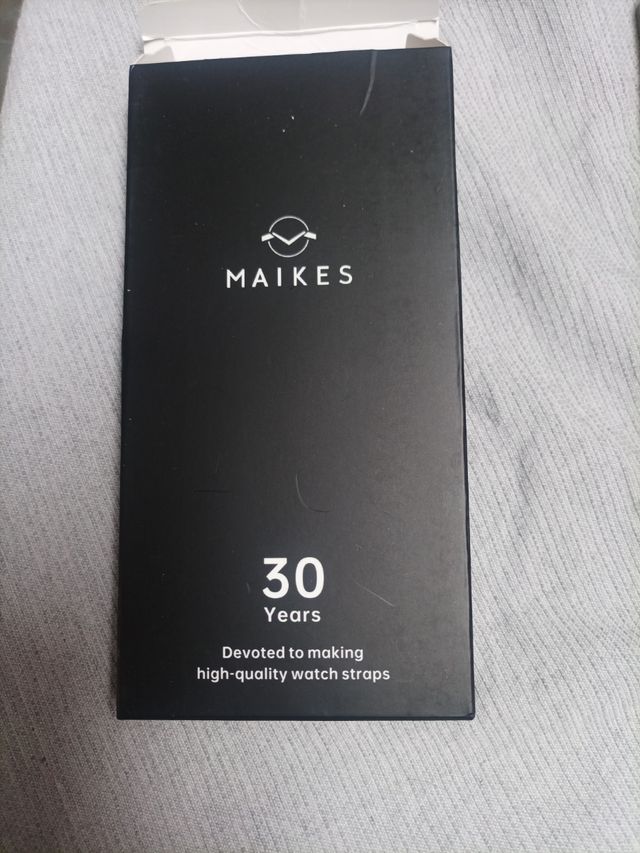 MAIKES
30
Years
Devoted to making
high-quality watch straps